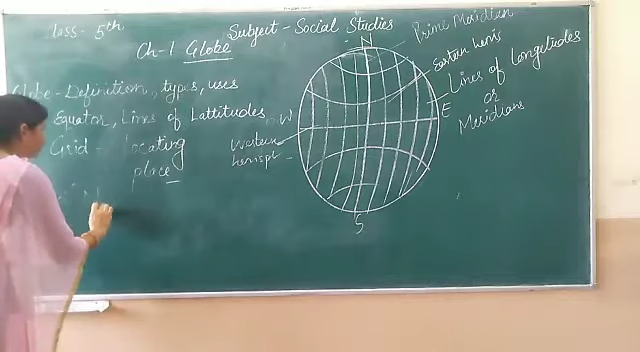 Class - 5th
Subject - Social Studies
Ch-1 Globe
Globe - Definition, types, uses
Equator, Lines of Lattitudes,
Grid - Locating
place
N
W
E
S
Prime Meridian
Eastern hemis
Lines of longitudes
or
Meridians
Western
hemisph -